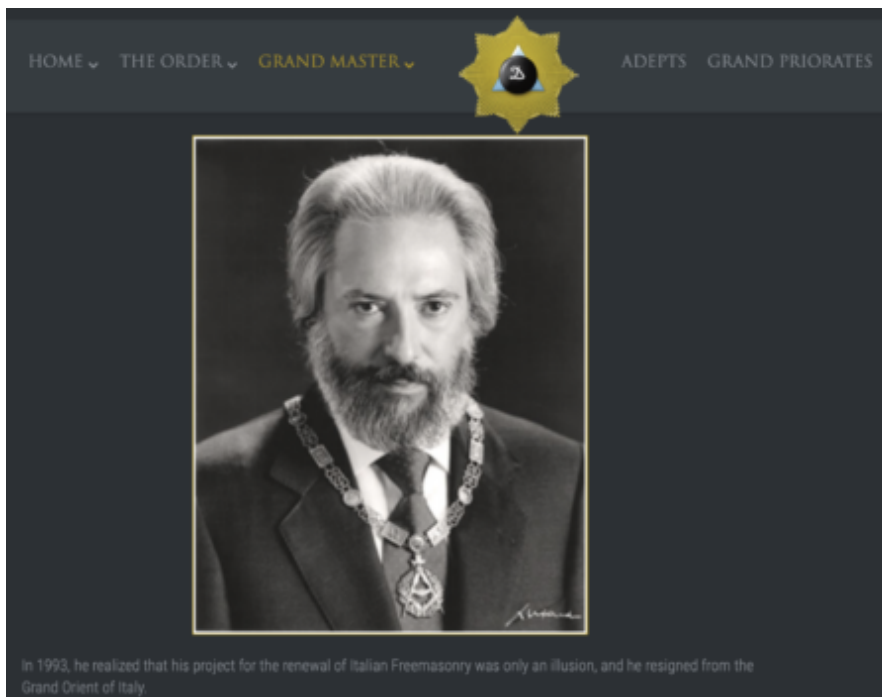 HOME
THE ORDER
GRAND MASTER
ADEPTS
GRAND PRIORATES
In 1993, he realized that his project for the renewal of Italian Freemasonry was only an illusion, and he resigned from the
Grand Orient of Italy.